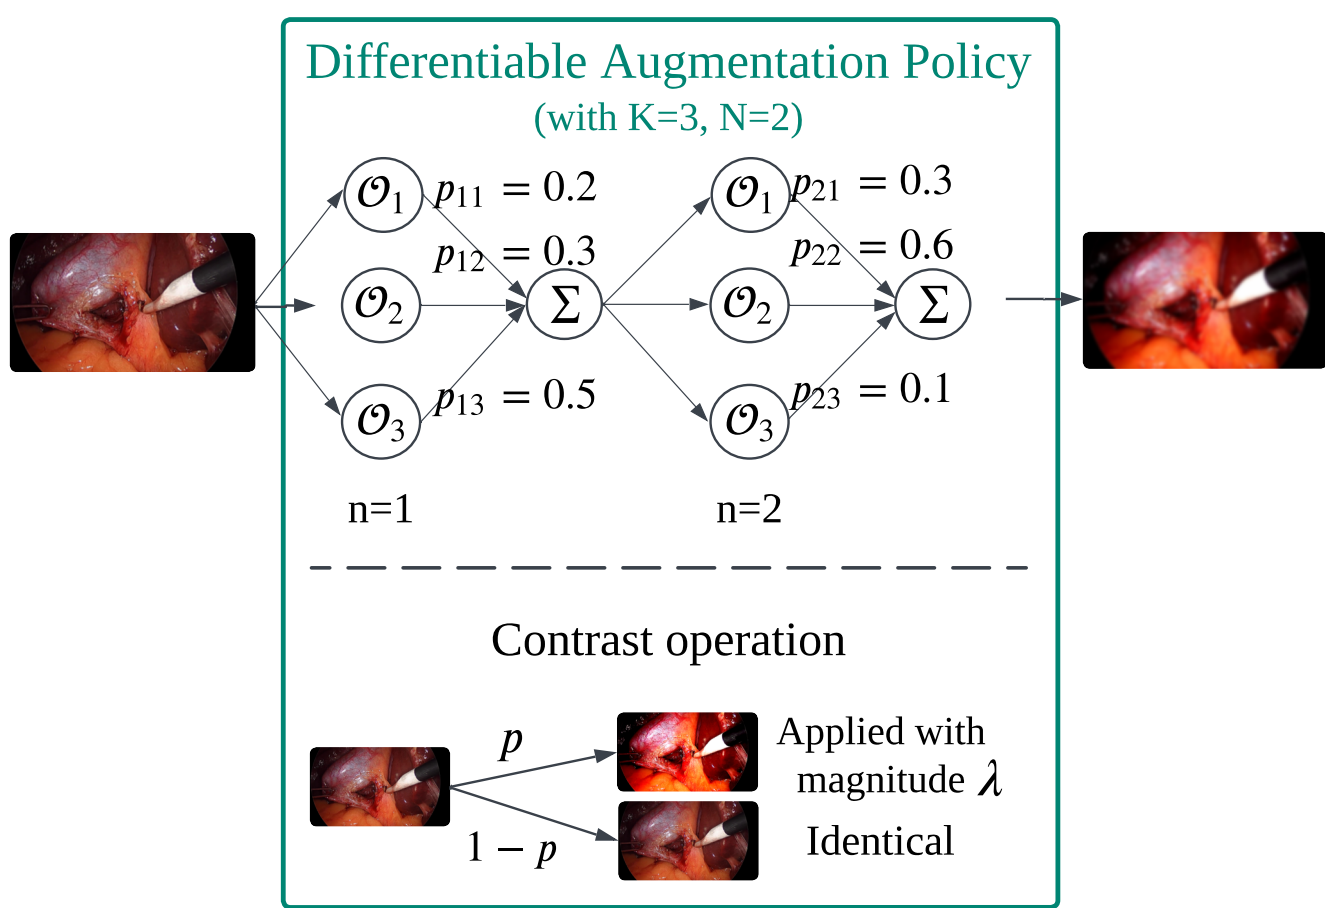 Differentiable Augmentation Policy
(with K=3, N=2)
𝒪₁ p₁₁ = 0.2 𝒪₁ p₂₁ = 0.3
p₁₂ = 0.3 p₂₂ = 0.6
𝒪₂ Σ 𝒪₂ Σ
𝒪₃ p₁₃ = 0.5 𝒪₃ p₂₃ = 0.1
n=1 n=2
Contrast operation
p Applied with
magnitude λ
1 − p Identical